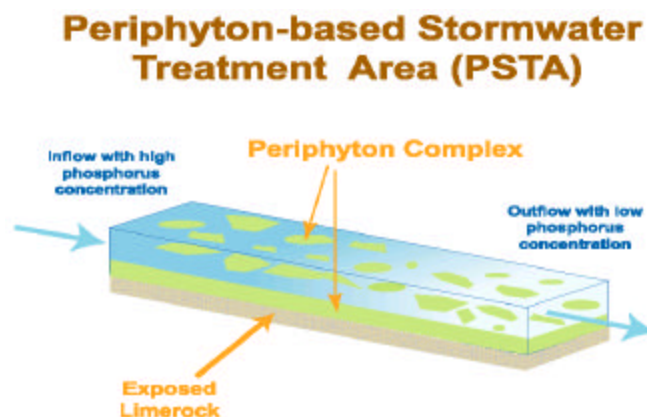 Periphyton-based Stormwater
Treatment Area (PSTA)
Inflow with high
phosphorus
concentration
Periphyton Complex
Outflow with low
phosphorus
concentration
Exposed
Limerock